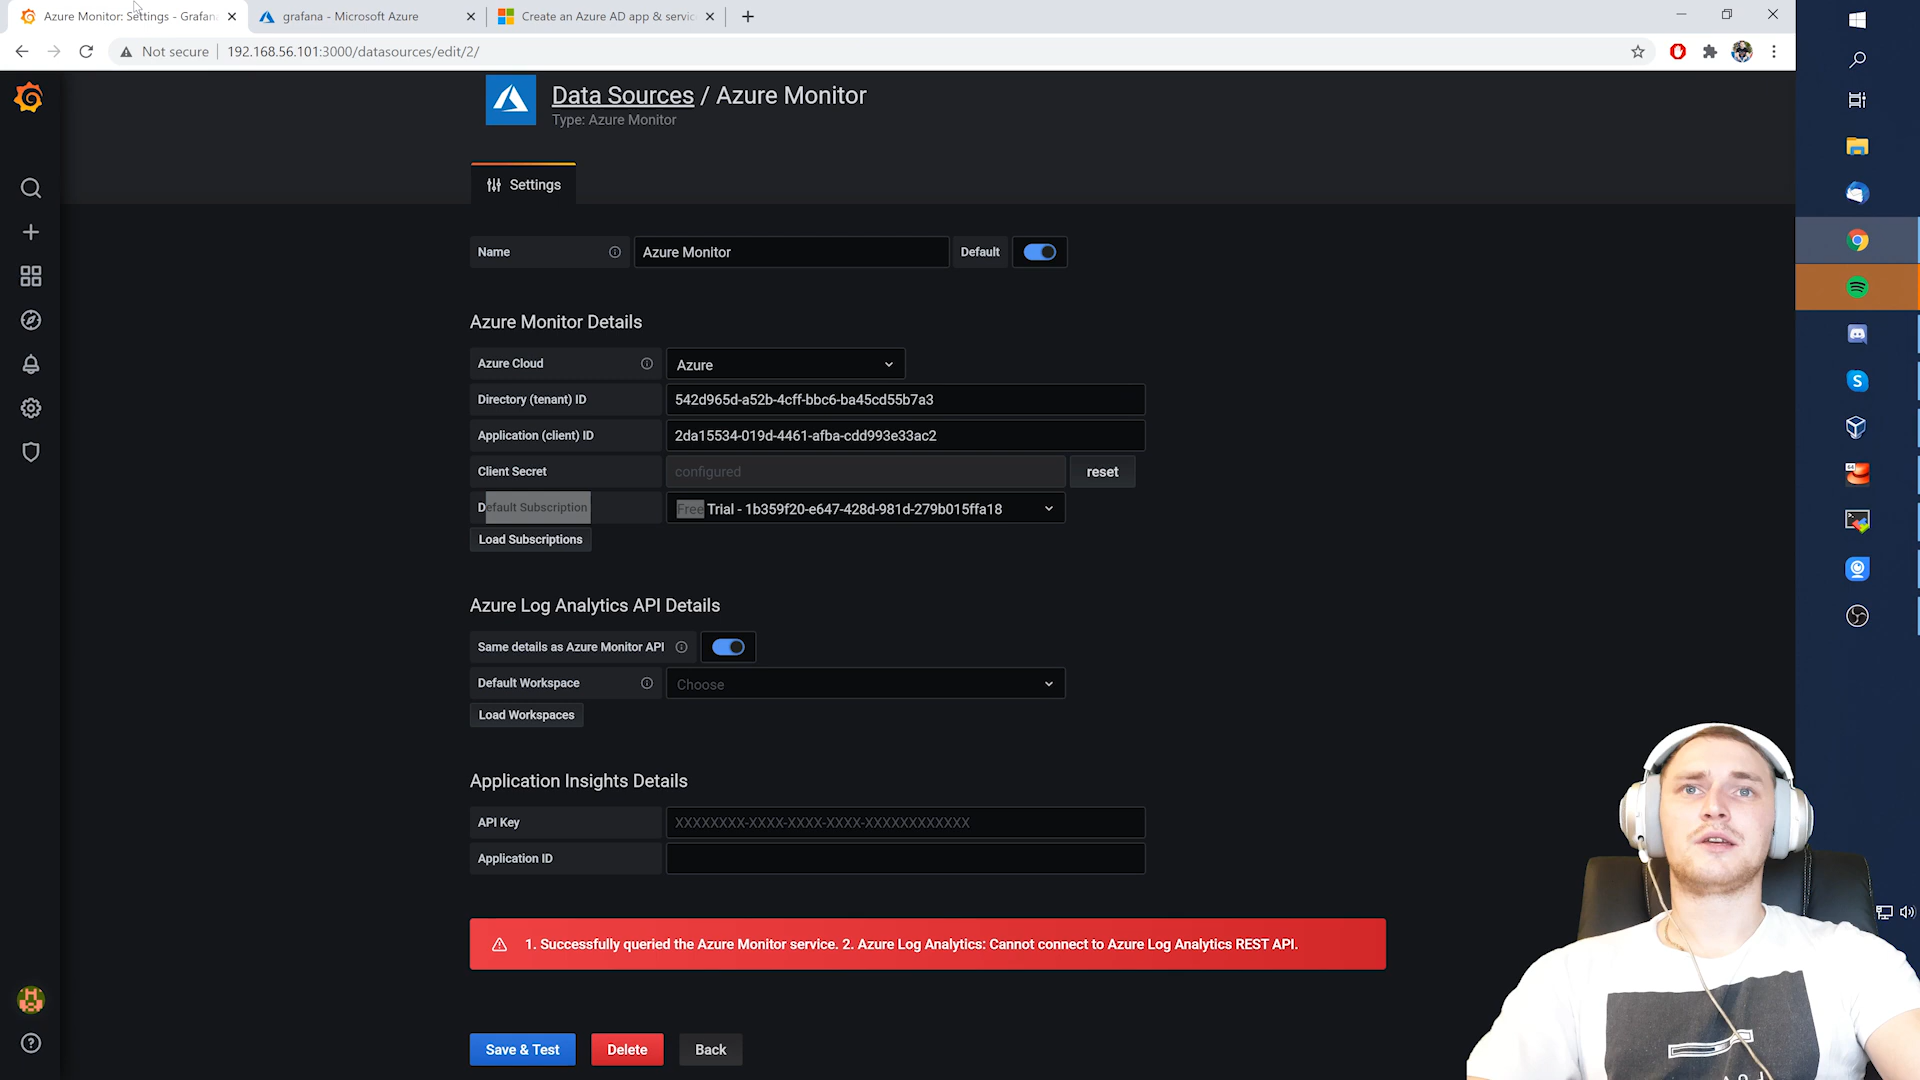 Azure Monitor: Settings - Grafana
grafana - Microsoft Azure
Create an Azure AD app & servic
Not secure
192.168.56.101:3000/datasources/edit/2/
Data Sources / Azure Monitor
Type: Azure Monitor
Settings
Name
Azure Monitor
Default
Azure Monitor Details
Azure Cloud
Azure
Directory (tenant) ID
542d965d-a52b-4cff-bbc6-ba45cd55b7a3
Application (client) ID
2da15534-019d-4461-afba-cdd993e33ac2
Client Secret
configured
reset
Default Subscription
Free Trial - 1b359f20-e647-428d-981d-279b015ffa18
Load Subscriptions
Azure Log Analytics API Details
Same details as Azure Monitor API
Default Workspace
Choose
Load Workspaces
Application Insights Details
API Key
XXXXXXXX-XXXX-XXXX-XXXX-XXXXXXXXXXXX
Application ID
1. Successfully queried the Azure Monitor service. 2. Azure Log Analytics: Cannot connect to Azure Log Analytics REST API.
Save & Test
Delete
Back